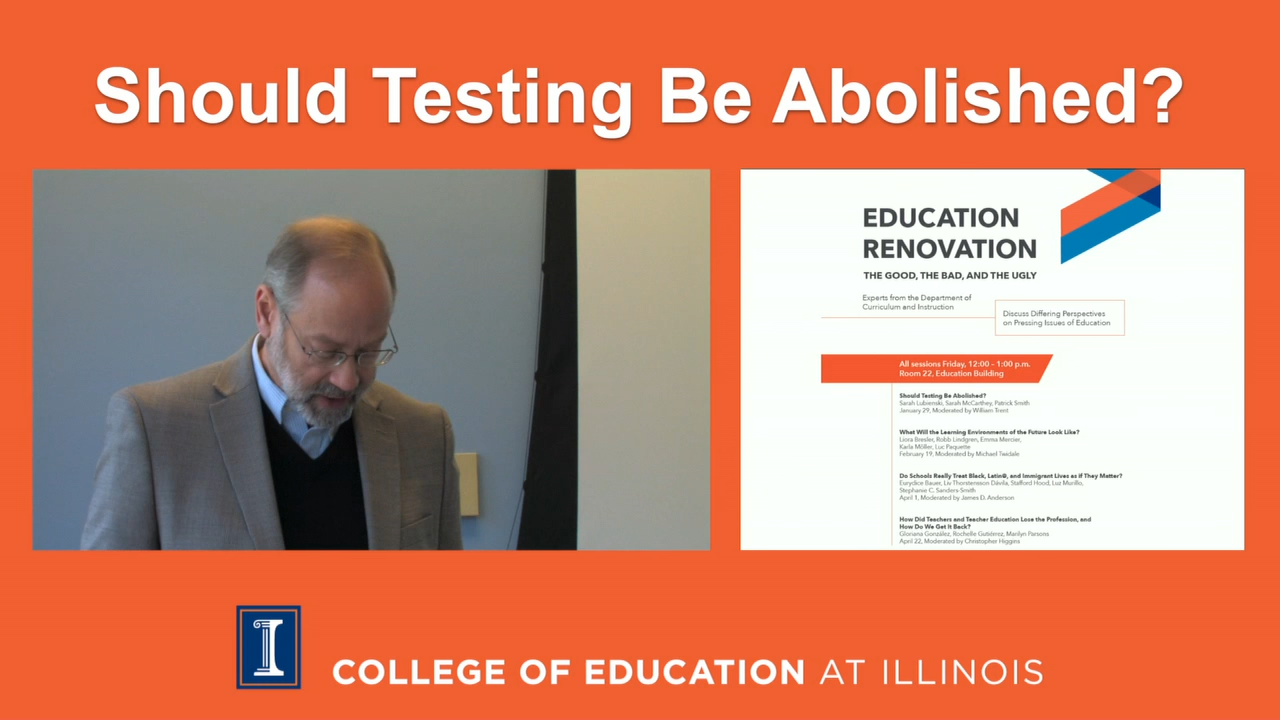 Should Testing Be Abolished?
EDUCATION
RENOVATION
THE GOOD, THE BAD, AND THE UGLY
Experts from the Department of
Curriculum and Instruction
Discuss Differing Perspectives
on Pressing Issues of Education
All sessions Friday, 12:00 - 1:00 p.m.
Room 22, Education Building
Should Testing Be Abolished?
Sarah Lubienski, Sarah McCarthey, Patrick Smith
January 29, Moderated by William Trent
What Will the Learning Environments of the Future Look Like?
Liora Bresler, Robb Lindgren, Emma Mercier,
Karla Möller, Luc Paquette
February 19, Moderated by Michael Twidale
Do Schools Really Treat Black, Latin@, and Immigrant Lives as if They Matter?
Eurydice Bauer, Liv Thorstensson Dávila, Stafford Hood, Luz Murillo,
Stephanie C. Sanders-Smith
April 1, Moderated by James D. Anderson
How Did Teachers and Teacher Education Lose the Profession, and
How Do We Get It Back?
Gloriana González, Rochelle Gutiérrez, Marilyn Parsons
April 22, Moderated by Christopher Higgins
I
COLLEGE OF EDUCATION AT ILLINOIS